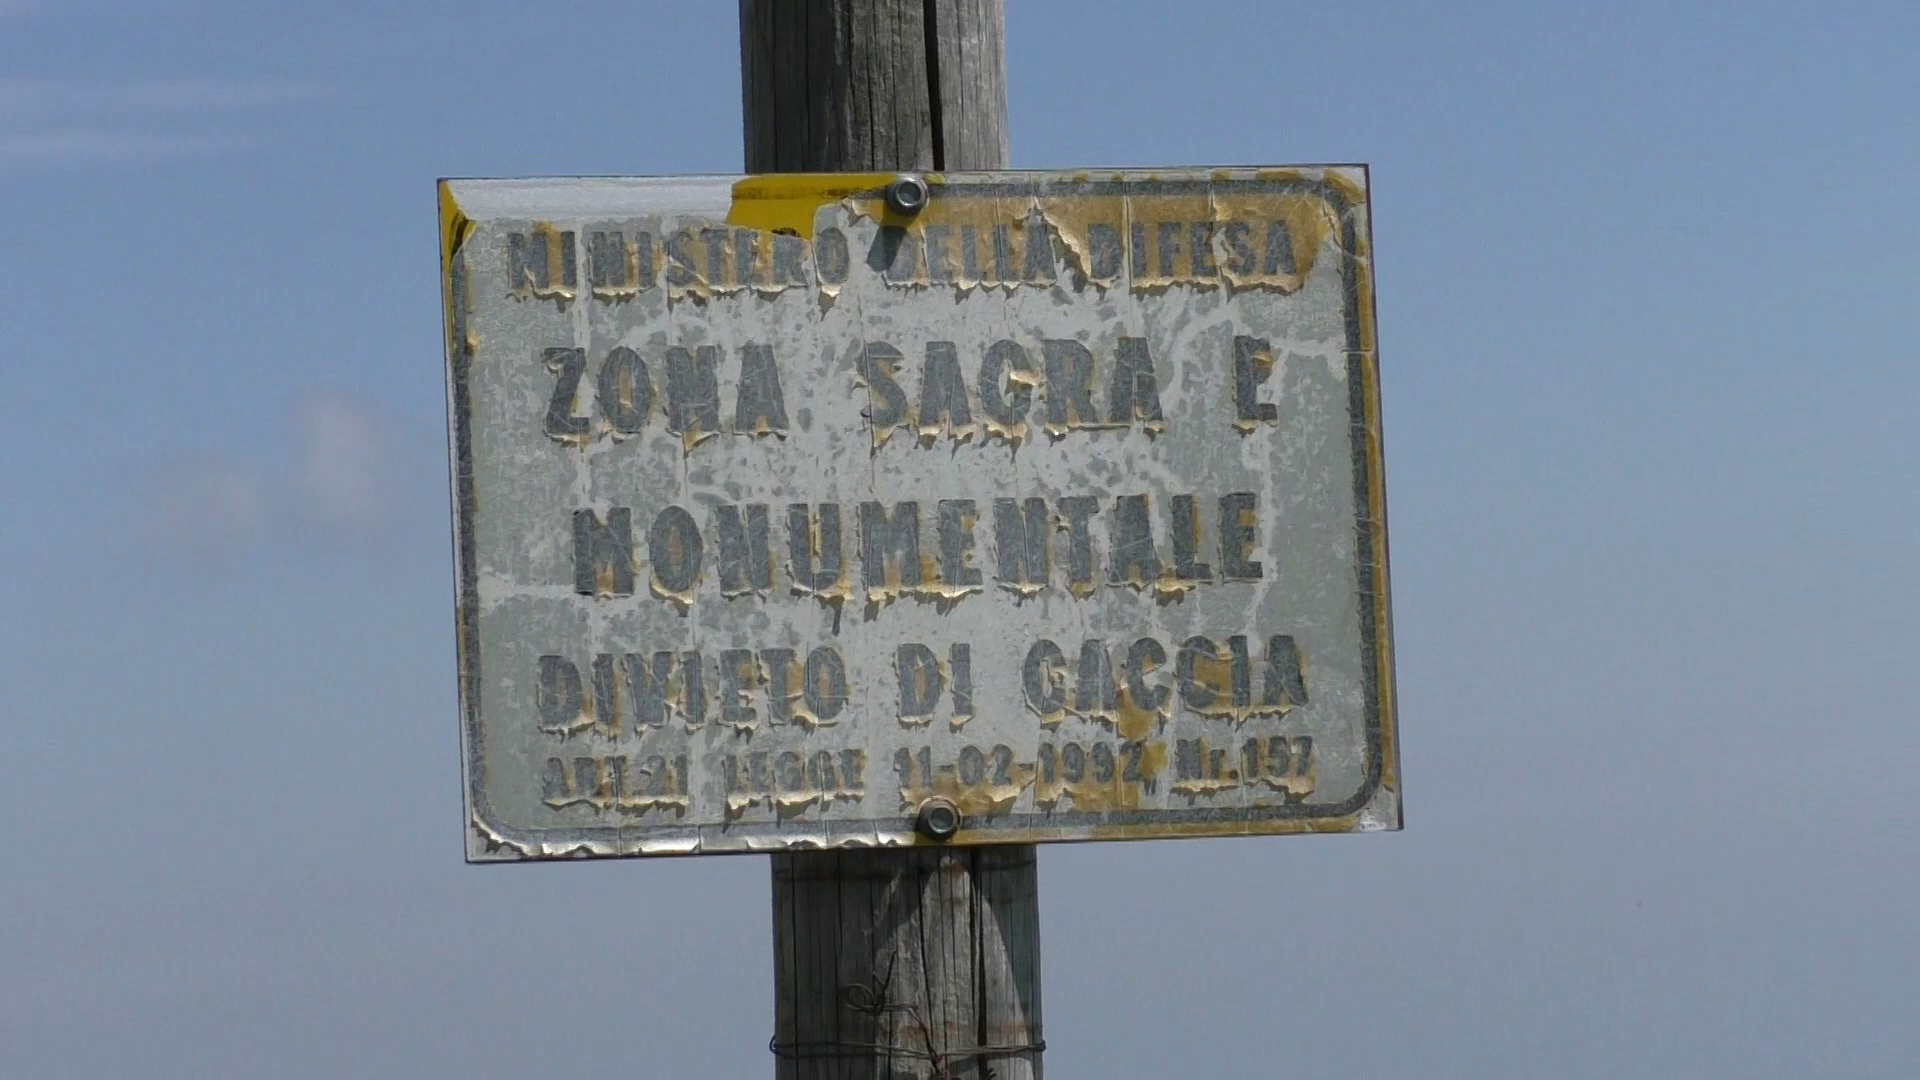 MINISTERO DELLA DIFESA
ZONA SACRA E
MONUMENTALE
DIVIETO DI CACCIA
ART.21 LEGGE 11-02-1992, Nr.157